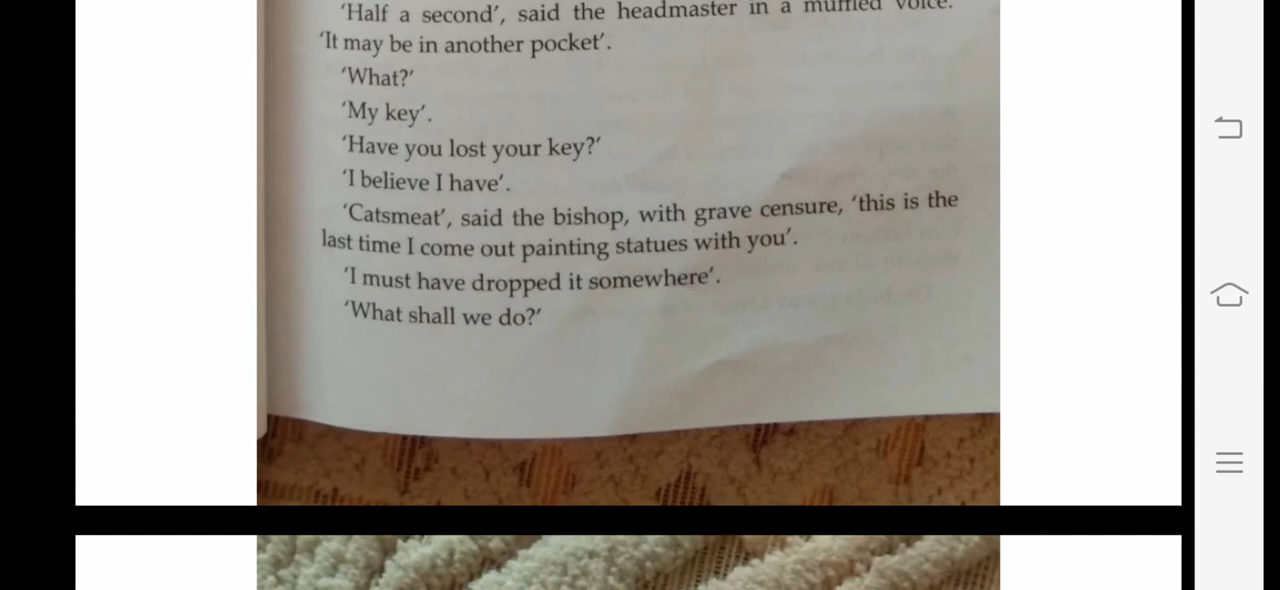 ‘Half a second’, said the headmaster in a muffled voice.
‘It may be in another pocket’.
‘What?’
‘My key’.
‘Have you lost your key?’
‘I believe I have’.
‘Catsmeat’, said the bishop, with grave censure, ‘this is the
last time I come out painting statues with you’.
‘I must have dropped it somewhere’.
‘What shall we do?’